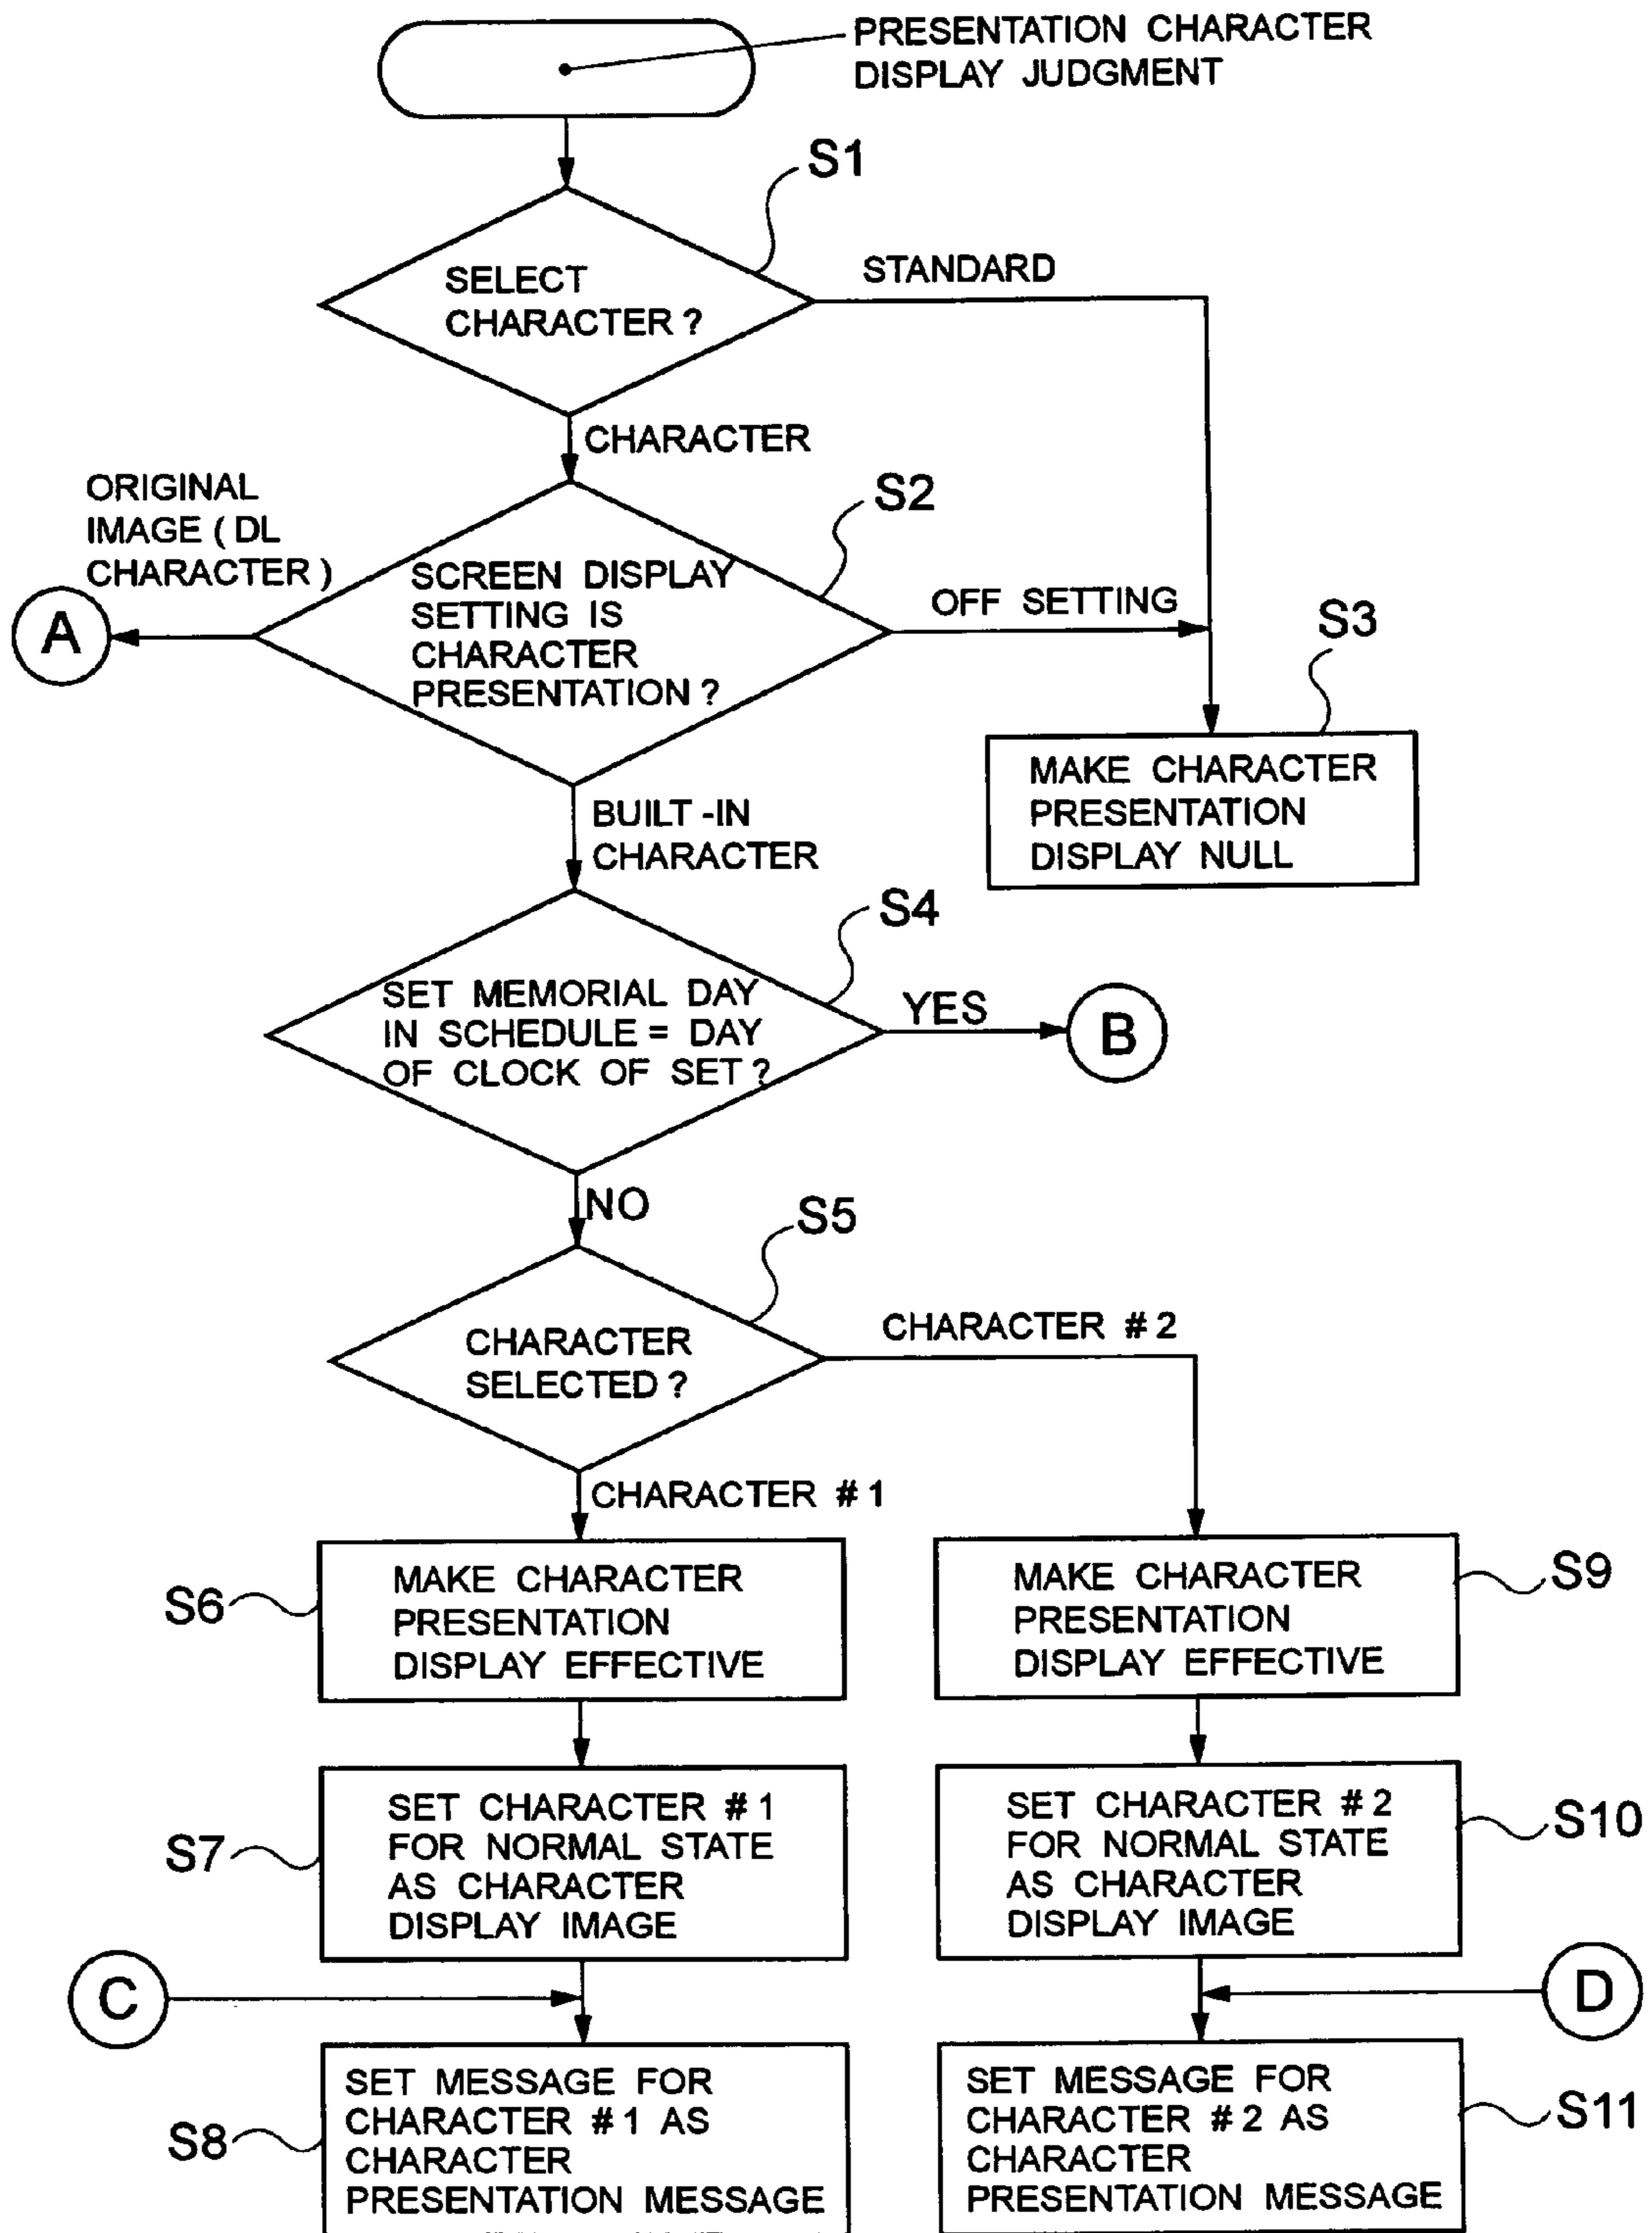 PRESENTATION CHARACTER
DISPLAY JUDGMENT
S1
SELECT
CHARACTER ?
STANDARD
CHARACTER
ORIGINAL
IMAGE ( DL
CHARACTER )
S2
SCREEN DISPLAY
SETTING IS
CHARACTER
PRESENTATION ?
OFF SETTING
A
S3
MAKE CHARACTER
PRESENTATION
DISPLAY NULL
BUILT -IN
CHARACTER
S4
SET MEMORIAL DAY
IN SCHEDULE = DAY
OF CLOCK OF SET ?
YES
B
NO
S5
CHARACTER
SELECTED ?
CHARACTER # 2
CHARACTER # 1
S6
MAKE CHARACTER
PRESENTATION
DISPLAY EFFECTIVE
MAKE CHARACTER
PRESENTATION
DISPLAY EFFECTIVE
S9
S7
SET CHARACTER # 1
FOR NORMAL STATE
AS CHARACTER
DISPLAY IMAGE
SET CHARACTER # 2
FOR NORMAL STATE
AS CHARACTER
DISPLAY IMAGE
S10
C
D
S8
SET MESSAGE FOR
CHARACTER # 1 AS
CHARACTER
PRESENTATION MESSAGE
SET MESSAGE FOR
CHARACTER # 2 AS
CHARACTER
PRESENTATION MESSAGE
S11